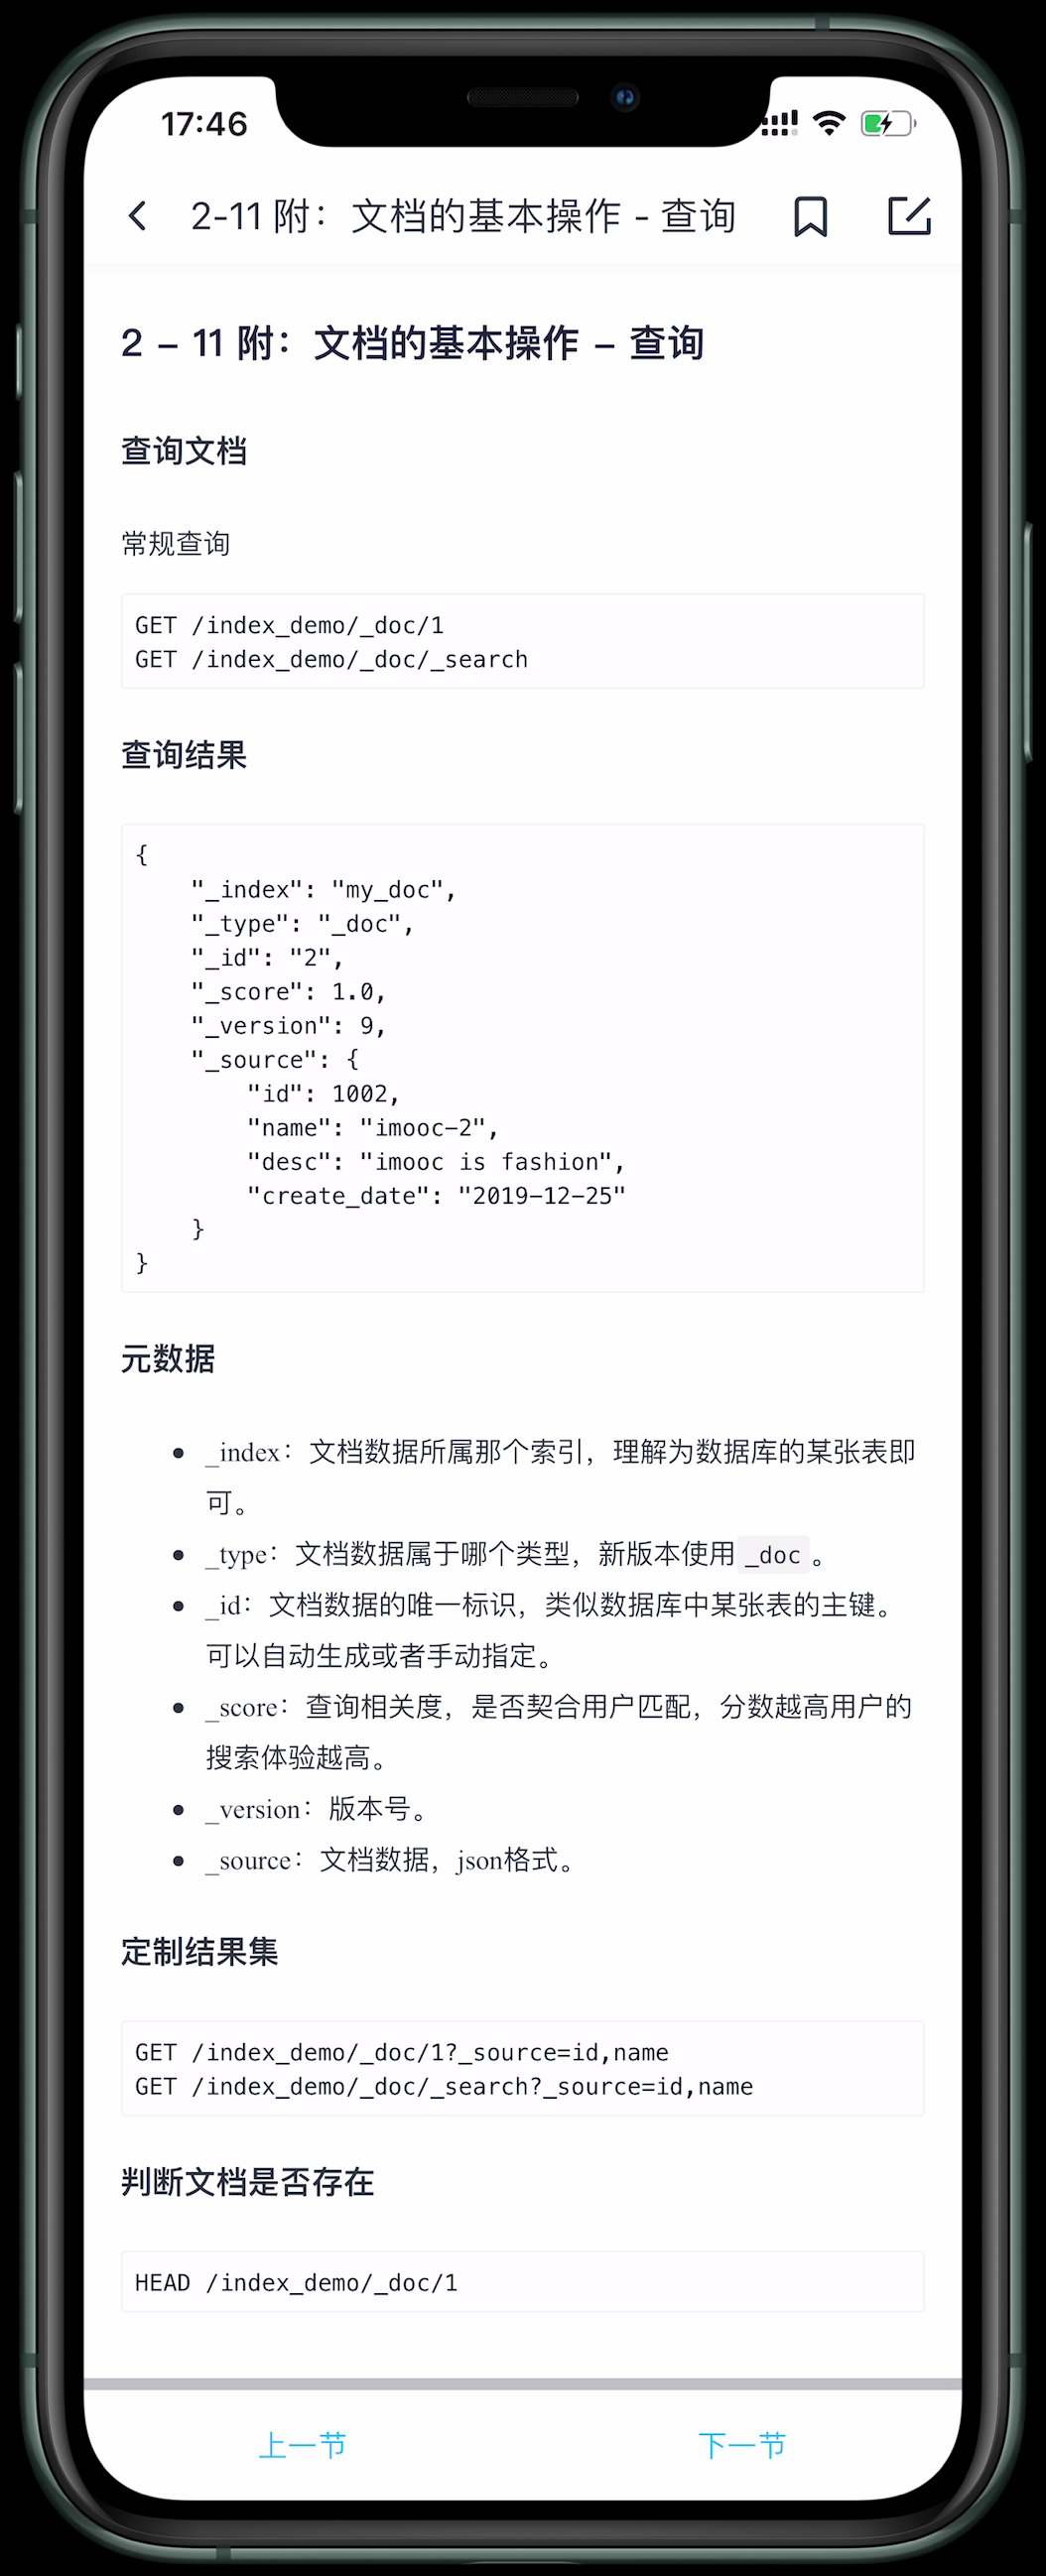 17:46
2-11 附：文档的基本操作 - 查询
2 – 11 附：文档的基本操作 – 查询
查询文档
常规查询
GET /index_demo/_doc/1
GET /index_demo/_doc/_search
查询结果
{
    "_index": "my_doc",
    "_type": "_doc",
    "_id": "2",
    "_score": 1.0,
    "_version": 9,
    "_source": {
        "id": 1002,
        "name": "imooc-2",
        "desc": "imooc is fashion",
        "create_date": "2019-12-25"
    }
}
元数据
• _index：文档数据所属那个索引，理解为数据库的某张表即
可。
• _type：文档数据属于哪个类型，新版本使用 _doc 。
• _id：文档数据的唯一标识，类似数据库中某张表的主键。
可以自动生成或者手动指定。
• _score：查询相关度，是否契合用户匹配，分数越高用户的
搜索体验越高。
• _version：版本号。
• _source：文档数据，json格式。
定制结果集
GET /index_demo/_doc/1?_source=id,name
GET /index_demo/_doc/_search?_source=id,name
判断文档是否存在
HEAD /index_demo/_doc/1
上一节 下一节